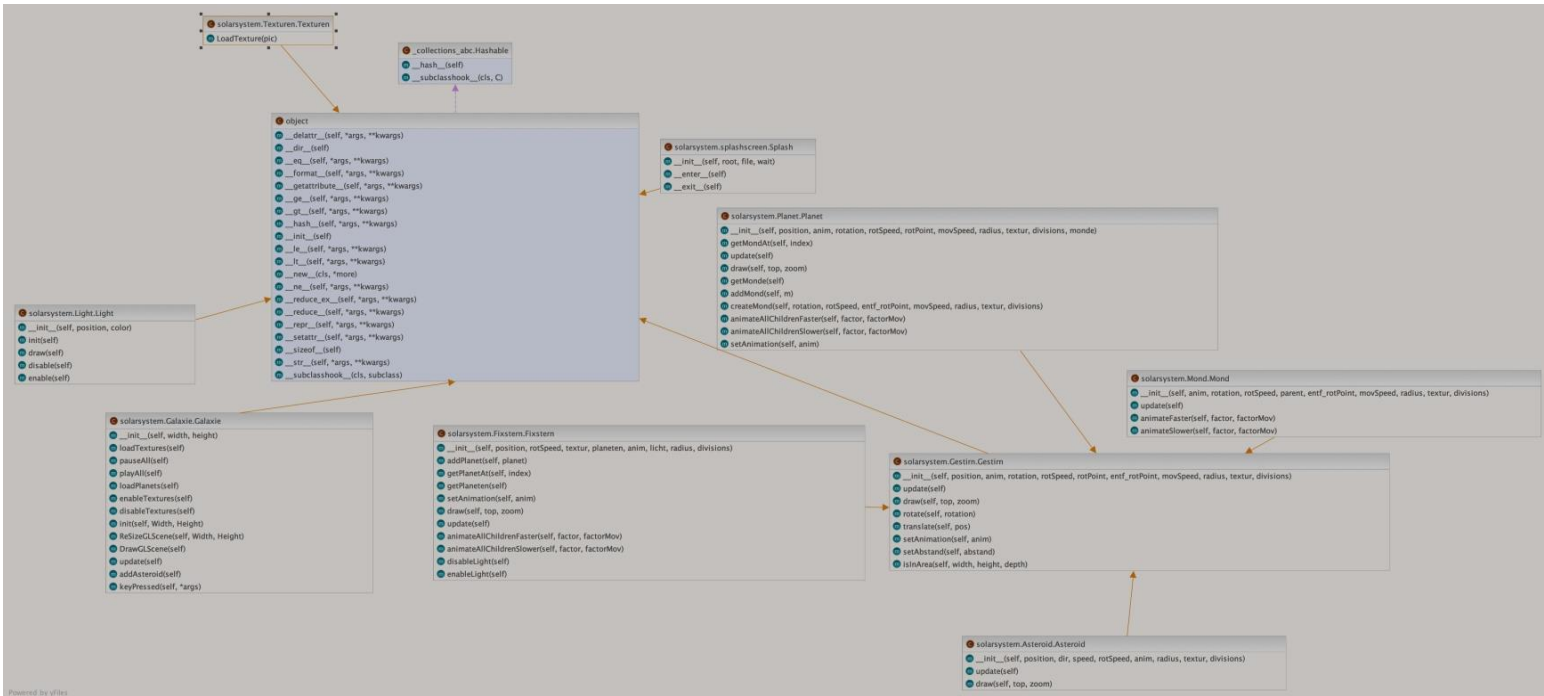 solarsystem.Texturen.Texturen
LoadTexture(pic)
_collections_abc.Hashable
__hash__(self)
__subclasshook__(cls, C)
object
__delattr__(self, *args, **kwargs)
__dir__(self)
__eq__(self, *args, **kwargs)
__format__(self, *args, **kwargs)
__getattribute__(self, *args, **kwargs)
__ge__(self, *args, **kwargs)
__gt__(self, *args, **kwargs)
__hash__(self, *args, **kwargs)
__init__(self)
__le__(self, *args, **kwargs)
__lt__(self, *args, **kwargs)
__new__(cls, *more)
__ne__(self, *args, **kwargs)
__reduce_ex__(self, *args, **kwargs)
__reduce__(self, *args, **kwargs)
__repr__(self, *args, **kwargs)
__setattr__(self, *args, **kwargs)
__sizeof__(self)
__str__(self, *args, **kwargs)
__subclasshook__(cls, subclass)
solarsystem.splashscreen.Splash
__init__(self, root, file, wait)
__enter__(self)
__exit__(self)
solarsystem.Planet.Planet
__init__(self, position, anim, rotation, rotSpeed, rotPoint, movSpeed, radius, textur, divisions, monde)
getMondAt(self, index)
update(self)
draw(self, top, zoom)
getMonde(self)
addMond(self, m)
createMond(self, rotation, rotSpeed, entf_rotPoint, movSpeed, radius, textur, divisions)
animateAllChildrenFaster(self, factor, factorMov)
animateAllChildrenSlower(self, factor, factorMov)
setAnimation(self, anim)
solarsystem.Light.Light
__init__(self, position, color)
init(self)
draw(self)
disable(self)
enable(self)
solarsystem.Mond.Mond
__init__(self, anim, rotation, rotSpeed, parent, entf_rotPoint, movSpeed, radius, textur, divisions)
update(self)
animateFaster(self, factor, factorMov)
animateSlower(self, factor, factorMov)
solarsystem.Galaxie.Galaxie
__init__(self, width, height)
loadTextures(self)
pauseAll(self)
playAll(self)
loadPlanets(self)
enableTextures(self)
disableTextures(self)
init(self, Width, Height)
ReSizeGLScene(self, Width, Height)
DrawGLScene(self)
update(self)
addAsteroid(self)
keyPressed(self, *args)
solarsystem.Fixstern.Fixstern
__init__(self, position, rotSpeed, textur, planeten, anim, licht, radius, divisions)
addPlanet(self, planet)
getPlanetAt(self, index)
getPlaneten(self)
setAnimation(self, anim)
draw(self, top, zoom)
update(self)
animateAllChildrenFaster(self, factor, factorMov)
animateAllChildrenSlower(self, factor, factorMov)
disableLight(self)
enableLight(self)
solarsystem.Gestirn.Gestirn
__init__(self, position, anim, rotation, rotSpeed, rotPoint, entf_rotPoint, movSpeed, radius, textur, divisions)
update(self)
draw(self, top, zoom)
rotate(self, rotation)
translate(self, pos)
setAnimation(self, anim)
setAbstand(self, abstand)
isInArea(self, width, height, depth)
solarsystem.Asteroid.Asteroid
__init__(self, position, dir, speed, rotSpeed, anim, radius, textur, divisions)
update(self)
draw(self, top, zoom)
Powered by yFiles